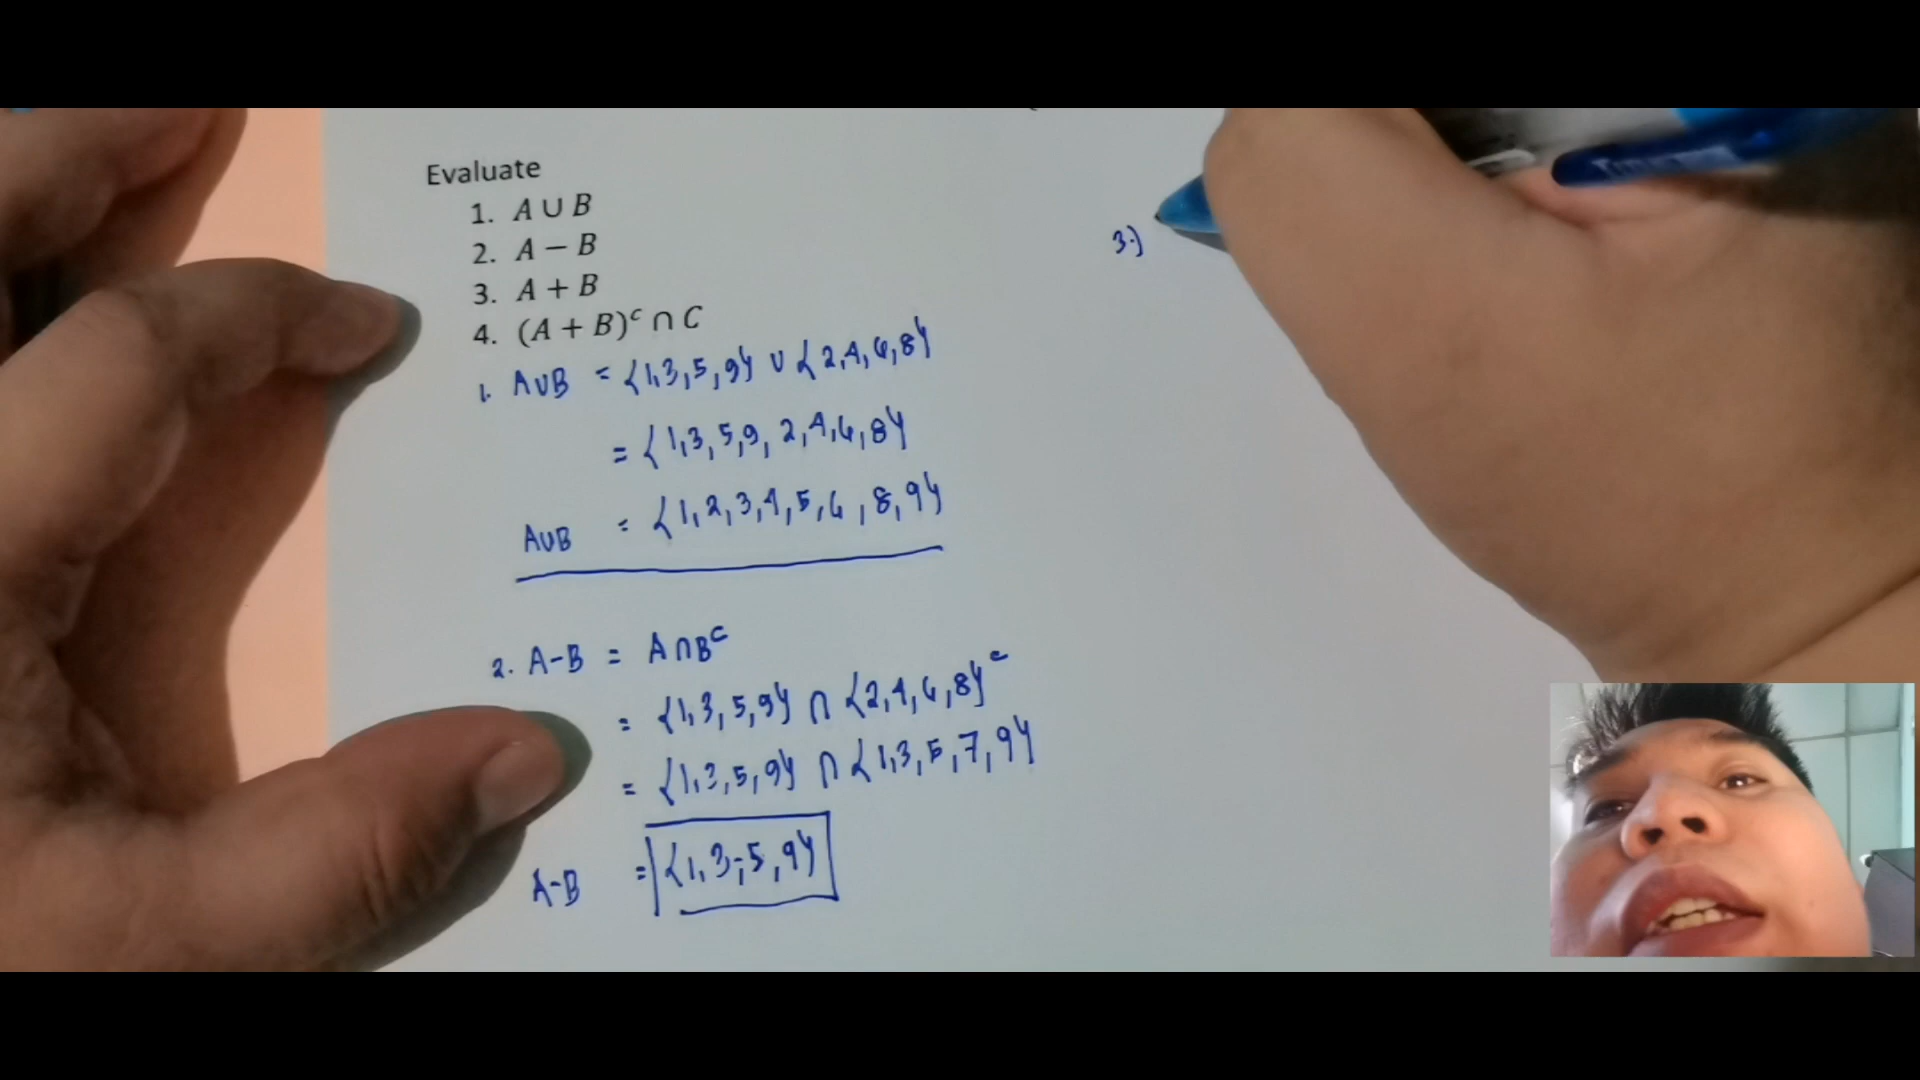 Evaluate
1. A ∪ B
2. A − B
3. A + B
4. (A + B)ᶜ ∩ C
1. A∪B = {1,3,5,9} ∪ {2,4,6,8}
= {1,3,5,9,2,4,6,8}
A∪B = {1,2,3,4,5,6,8,9}
2. A-B = A∩Bᶜ
= {1,3,5,9} ∩ {2,4,6,8}ᶜ
= {1,3,5,9} ∩ {1,3,5,7,9}
A-B = {1,3,5,9}
3.)